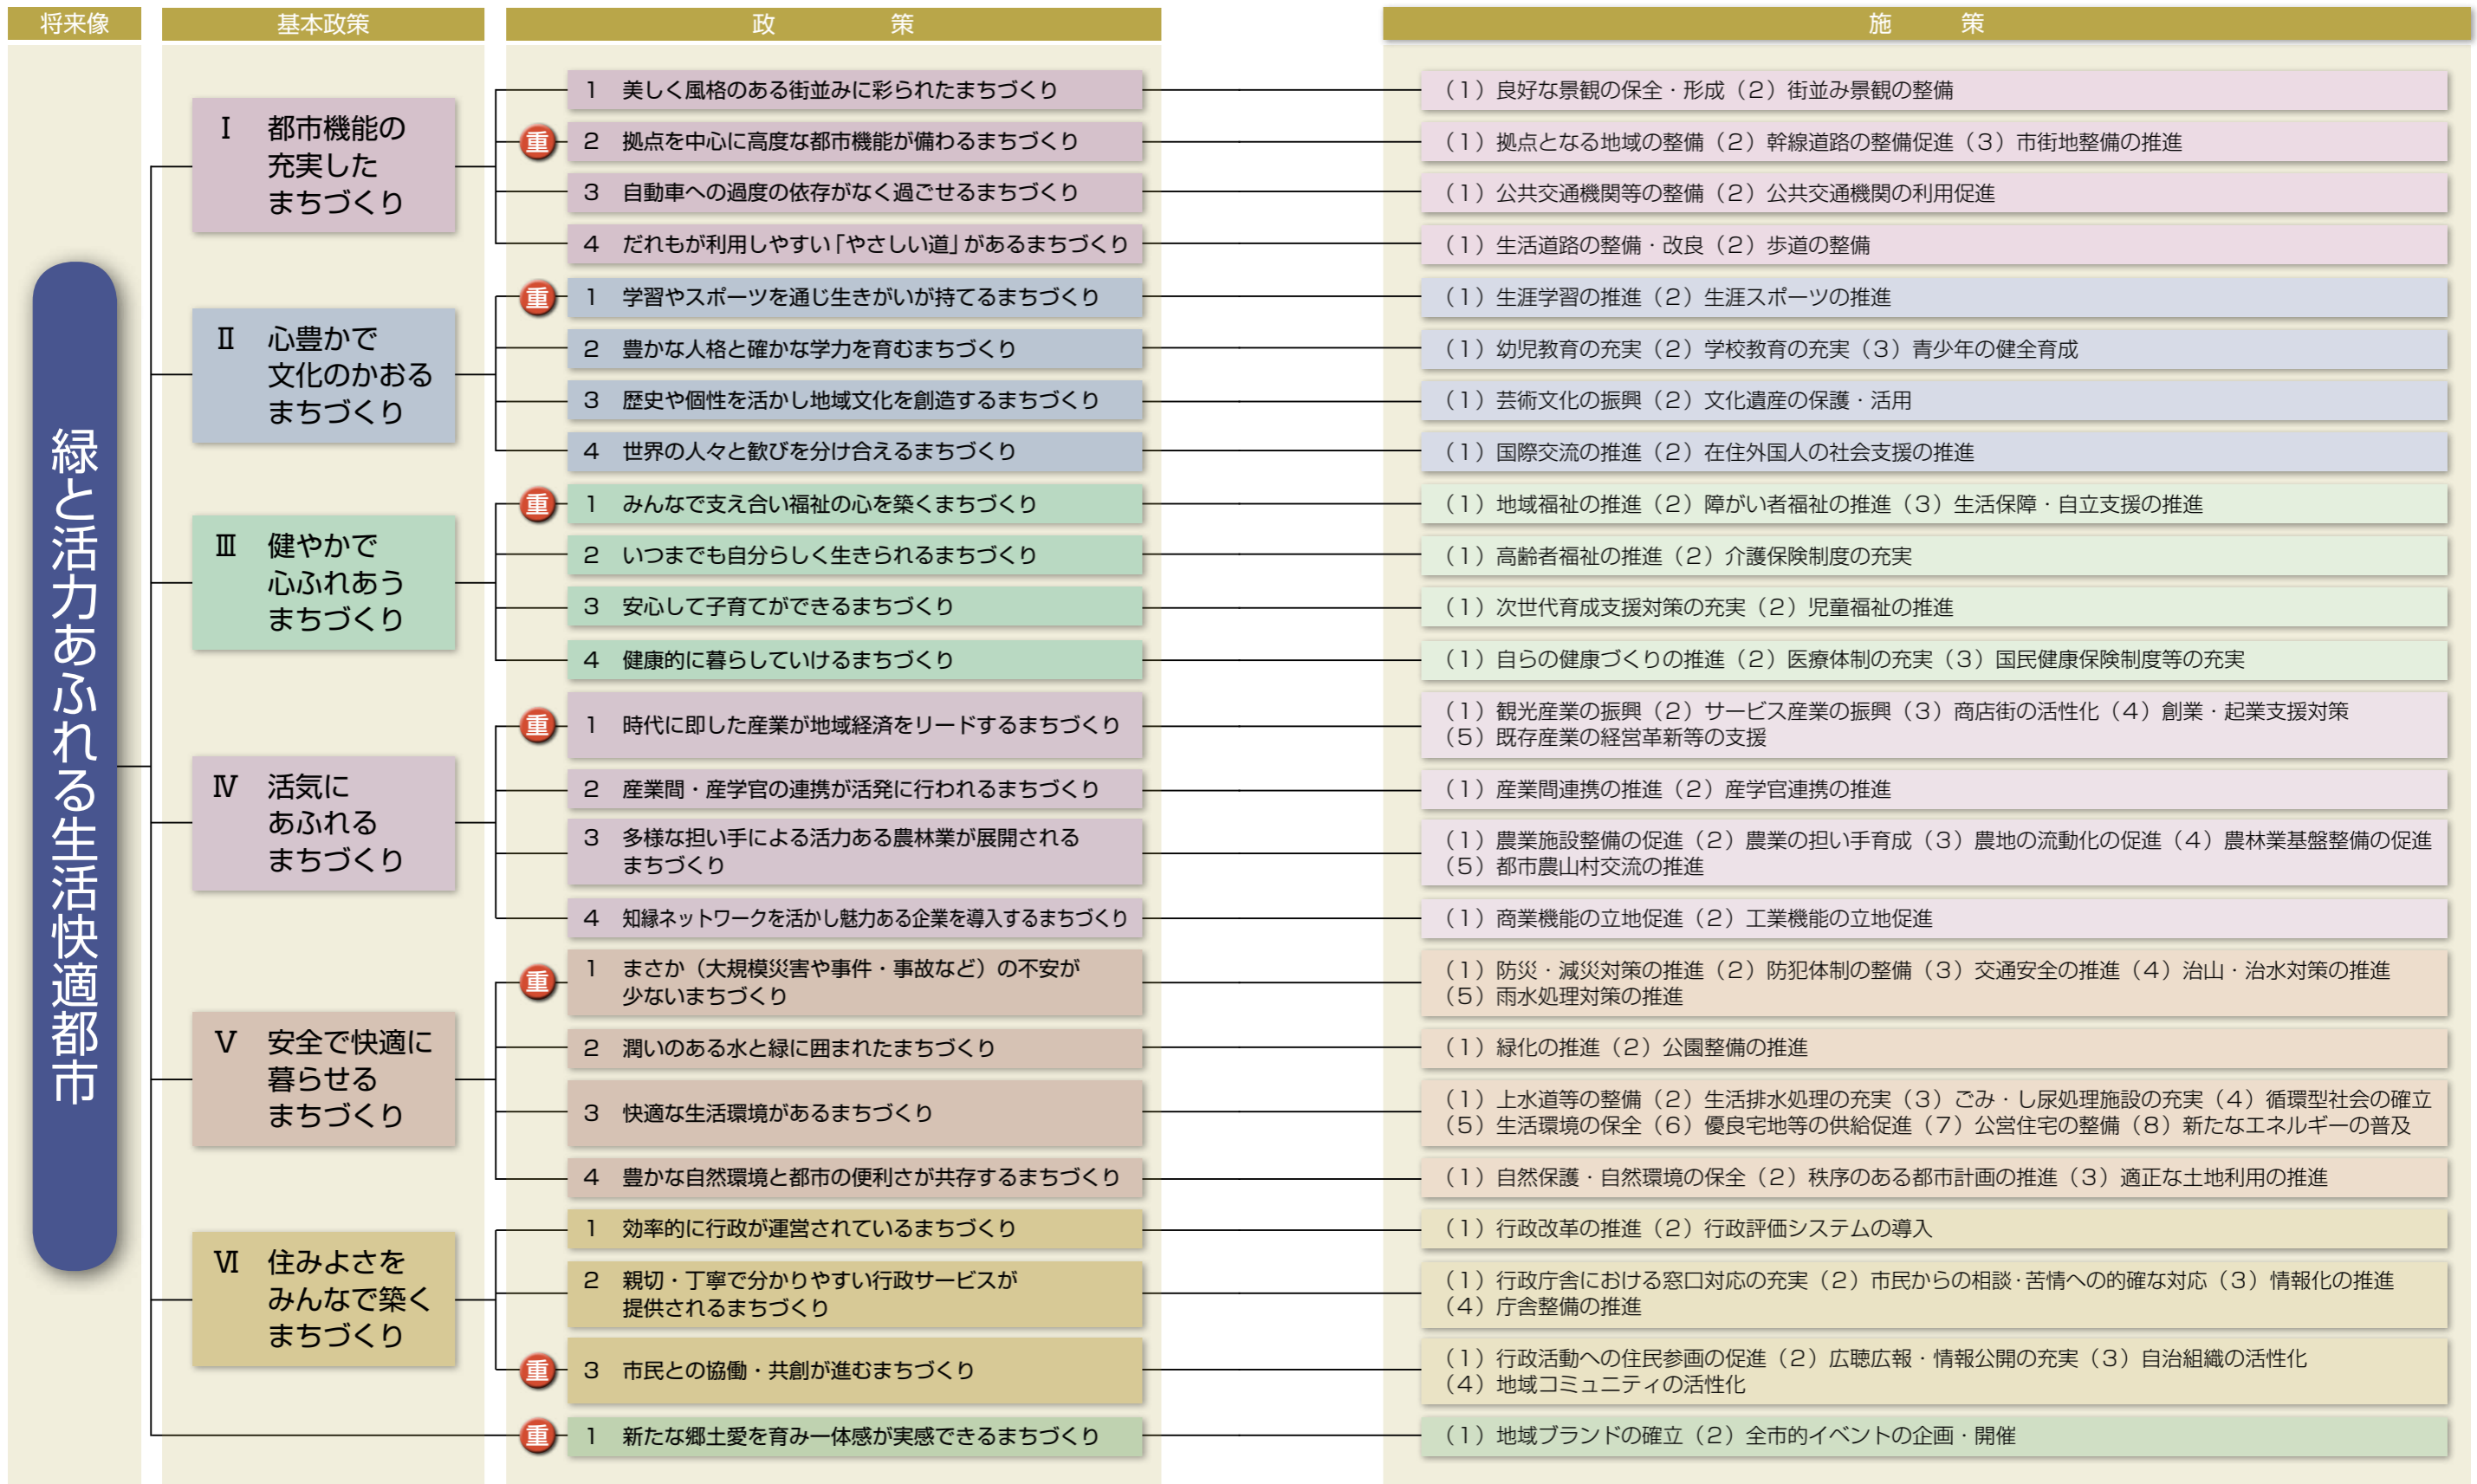 将来像
基本政策
政策
施策
緑と活力あふれる生活快適都市
Ⅰ 都市機能の
充実した
まちづくり
1 美しく風格のある街並みに彩られたまちづくり
(1)良好な景観の保全・形成(2)街並み景観の整備
重 2 拠点を中心に高度な都市機能が備わるまちづくり
(1)拠点となる地域の整備(2)幹線道路の整備促進(3)市街地整備の推進
3 自動車への過度の依存がなく過ごせるまちづくり
(1)公共交通機関等の整備(2)公共交通機関の利用促進
4 だれもが利用しやすい「やさしい道」があるまちづくり
(1)生活道路の整備・改良(2)歩道の整備
Ⅱ 心豊かで
文化のかおる
まちづくり
重 1 学習やスポーツを通じ生きがいが持てるまちづくり
(1)生涯学習の推進(2)生涯スポーツの推進
2 豊かな人格と確かな学力を育むまちづくり
(1)幼児教育の充実(2)学校教育の充実(3)青少年の健全育成
3 歴史や個性を活かし地域文化を創造するまちづくり
(1)芸術文化の振興(2)文化遺産の保護・活用
4 世界の人々と歓びを分け合えるまちづくり
(1)国際交流の推進(2)在住外国人の社会支援の推進
Ⅲ 健やかで
心ふれあう
まちづくり
重 1 みんなで支え合い福祉の心を築くまちづくり
(1)地域福祉の推進(2)障がい者福祉の推進(3)生活保障・自立支援の推進
2 いつまでも自分らしく生きられるまちづくり
(1)高齢者福祉の推進(2)介護保険制度の充実
3 安心して子育てができるまちづくり
(1)次世代育成支援対策の充実(2)児童福祉の推進
4 健康的に暮らしていけるまちづくり
(1)自らの健康づくりの推進(2)医療体制の充実(3)国民健康保険制度等の充実
Ⅳ 活気に
あふれる
まちづくり
重 1 時代に即した産業が地域経済をリードするまちづくり
(1)観光産業の振興(2)サービス産業の振興(3)商店街の活性化(4)創業・起業支援対策
(5)既存産業の経営革新等の支援
2 産業間・産学官の連携が活発に行われるまちづくり
(1)産業間連携の推進(2)産学官連携の推進
3 多様な担い手による活力ある農林業が展開される
まちづくり
(1)農業施設整備の促進(2)農業の担い手育成(3)農地の流動化の促進(4)農林業基盤整備の促進
(5)都市農山村交流の推進
4 知縁ネットワークを活かし魅力ある企業を導入するまちづくり
(1)商業機能の立地促進(2)工業機能の立地促進
Ⅴ 安全で快適に
暮らせる
まちづくり
重 1 まさか(大規模災害や事件・事故など)の不安が
少ないまちづくり
(1)防災・減災対策の推進(2)防犯体制の整備(3)交通安全の推進(4)治山・治水対策の推進
(5)雨水処理対策の推進
2 潤いのある水と緑に囲まれたまちづくり
(1)緑化の推進(2)公園整備の推進
3 快適な生活環境があるまちづくり
(1)上水道等の整備(2)生活排水処理の充実(3)ごみ・し尿処理施設の充実(4)循環型社会の確立
(5)生活環境の保全(6)優良宅地等の供給促進(7)公営住宅の整備(8)新たなエネルギーの普及
4 豊かな自然環境と都市の便利さが共存するまちづくり
(1)自然保護・自然環境の保全(2)秩序のある都市計画の推進(3)適正な土地利用の推進
Ⅵ 住みよさを
みんなで築く
まちづくり
1 効率的に行政が運営されているまちづくり
(1)行政改革の推進(2)行政評価システムの導入
2 親切・丁寧で分かりやすい行政サービスが
提供されるまちづくり
(1)行政庁舎における窓口対応の充実(2)市民からの相談・苦情への的確な対応(3)情報化の推進
(4)庁舎整備の推進
重 3 市民との協働・共創が進むまちづくり
(1)行政活動への住民参画の促進(2)広聴広報・情報公開の充実(3)自治組織の活性化
(4)地域コミュニティの活性化
重 1 新たな郷土愛を育み一体感が実感できるまちづくり
(1)地域ブランドの確立(2)全市的イベントの企画・開催